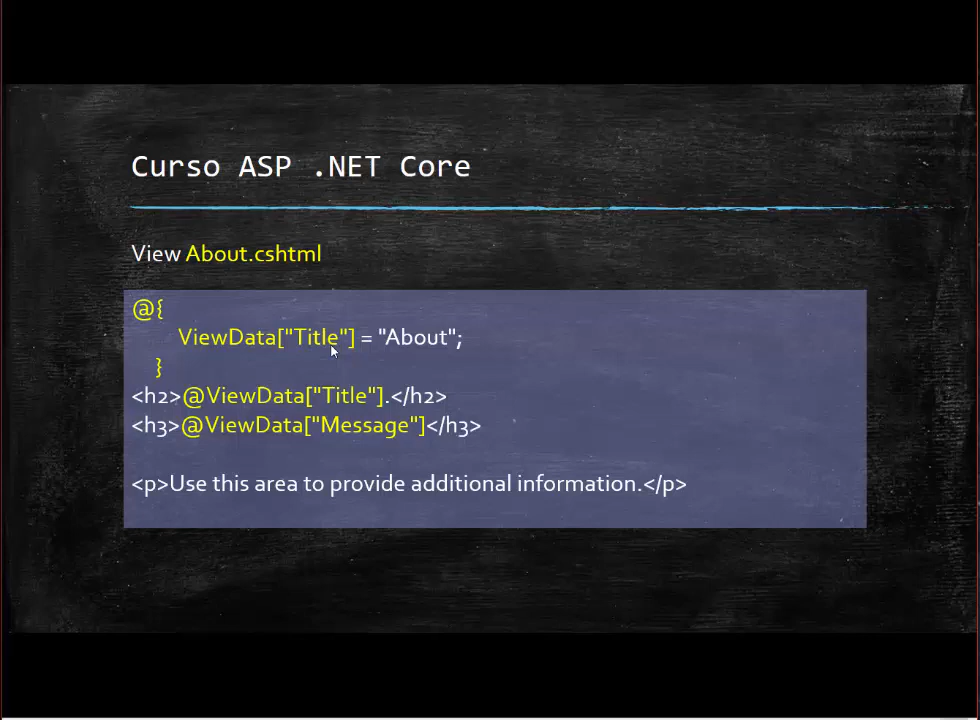 Curso ASP .NET Core
View About.cshtml
@{
ViewData["Title"] = "About";
}
<h2>@ViewData["Title"].</h2>
<h3>@ViewData["Message"]</h3>
<p>Use this area to provide additional information.</p>